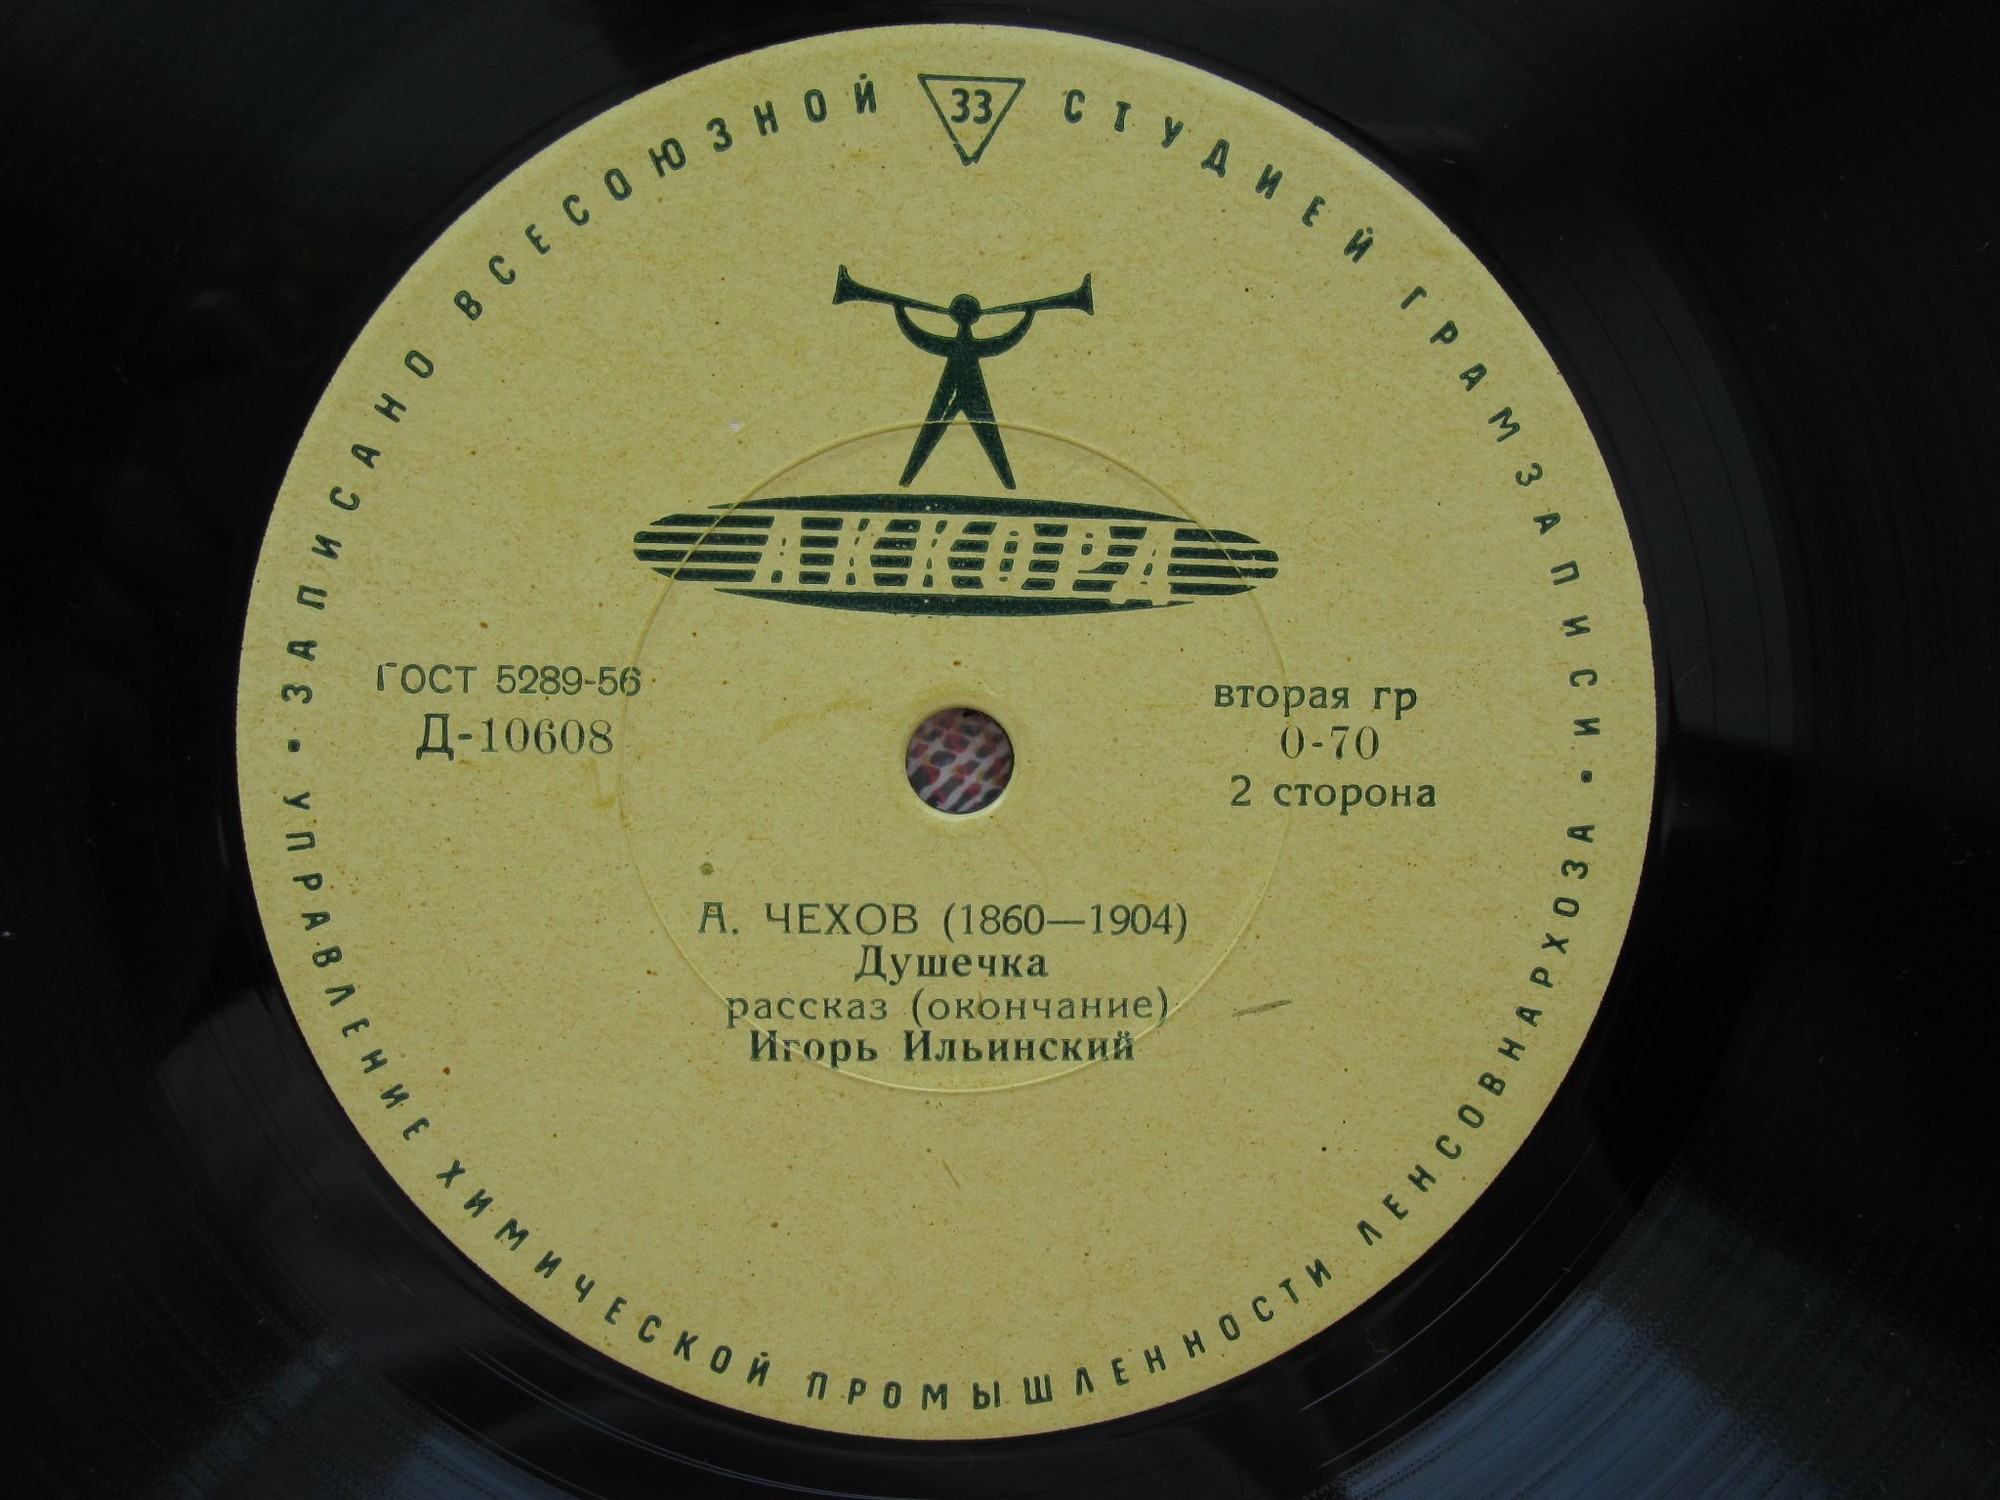 ЗАПИСАНО ВСЕСОЮЗНОЙ 33 СТУДИЕЙ ГРАМЗАПИСИ
АККОРД
ГОСТ 5289-56
Д-10608
вторая гр
0-70
2 сторона
А. ЧЕХОВ (1860—1904)
Душечка
рассказ (окончание)
Игорь Ильинский
УПРАВЛЕНИЕ ХИМИЧЕСКОЙ ПРОМЫШЛЕННОСТИ ЛЕНСОВНАРХОЗА